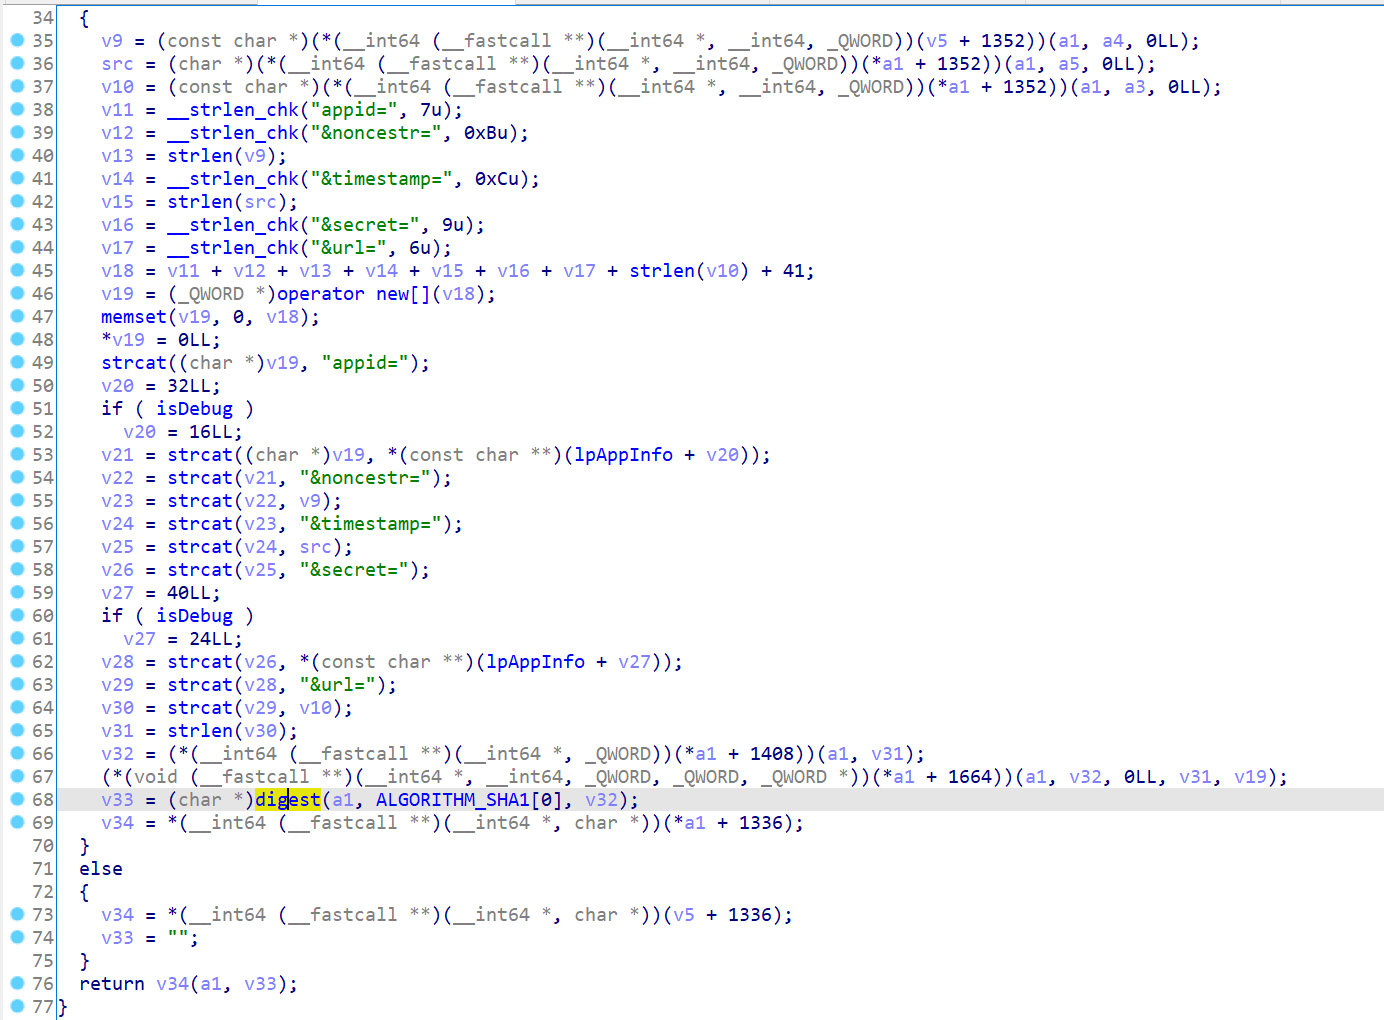 34 {
35 v9 = (const char *)(*(__int64 (__fastcall **)(__int64 *, __int64, _QWORD))(v5 + 1352))(a1, a4, 0LL);
36 src = (char *)(*(__int64 (__fastcall **)(__int64 *, __int64, _QWORD))(*a1 + 1352))(a1, a5, 0LL);
37 v10 = (const char *)(*(__int64 (__fastcall **)(__int64 *, __int64, _QWORD))(*a1 + 1352))(a1, a3, 0LL);
38 v11 = __strlen_chk("appid=", 7u);
39 v12 = __strlen_chk("&noncestr=", 0xBu);
40 v13 = strlen(v9);
41 v14 = __strlen_chk("&timestamp=", 0xCu);
42 v15 = strlen(src);
43 v16 = __strlen_chk("&secret=", 9u);
44 v17 = __strlen_chk("&url=", 6u);
45 v18 = v11 + v12 + v13 + v14 + v15 + v16 + v17 + strlen(v10) + 41;
46 v19 = (_QWORD *)operator new[](v18);
47 memset(v19, 0, v18);
48 *v19 = 0LL;
49 strcat((char *)v19, "appid=");
50 v20 = 32LL;
51 if ( isDebug )
52 v20 = 16LL;
53 v21 = strcat((char *)v19, *(const char **)(lpAppInfo + v20));
54 v22 = strcat(v21, "&noncestr=");
55 v23 = strcat(v22, v9);
56 v24 = strcat(v23, "&timestamp=");
57 v25 = strcat(v24, src);
58 v26 = strcat(v25, "&secret=");
59 v27 = 40LL;
60 if ( isDebug )
61 v27 = 24LL;
62 v28 = strcat(v26, *(const char **)(lpAppInfo + v27));
63 v29 = strcat(v28, "&url=");
64 v30 = strcat(v29, v10);
65 v31 = strlen(v30);
66 v32 = (*(__int64 (__fastcall **)(__int64 *, _QWORD))(*a1 + 1408))(a1, v31);
67 (*(void (__fastcall **)(__int64 *, __int64, _QWORD, _QWORD, _QWORD *))(*a1 + 1664))(a1, v32, 0LL, v31, v19);
68 v33 = (char *)digest(a1, ALGORITHM_SHA1[0], v32);
69 v34 = *(__int64 (__fastcall **)(__int64 *, char *))(*a1 + 1336);
70 }
71 else
72 {
73 v34 = *(__int64 (__fastcall **)(__int64 *, char *))(v5 + 1336);
74 v33 = "";
75 }
76 return v34(a1, v33);
77 }